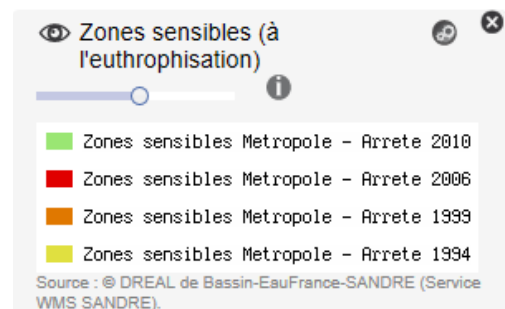 Zones sensibles (à
l'euthrophisation)
Zones sensibles Metropole - Arrete 2010
Zones sensibles Metropole - Arrete 2006
Zones sensibles Metropole - Arrete 1999
Zones sensibles Metropole - Arrete 1994
Source : © DREAL de Bassin-EauFrance-SANDRE (Service
WMS SANDRE).